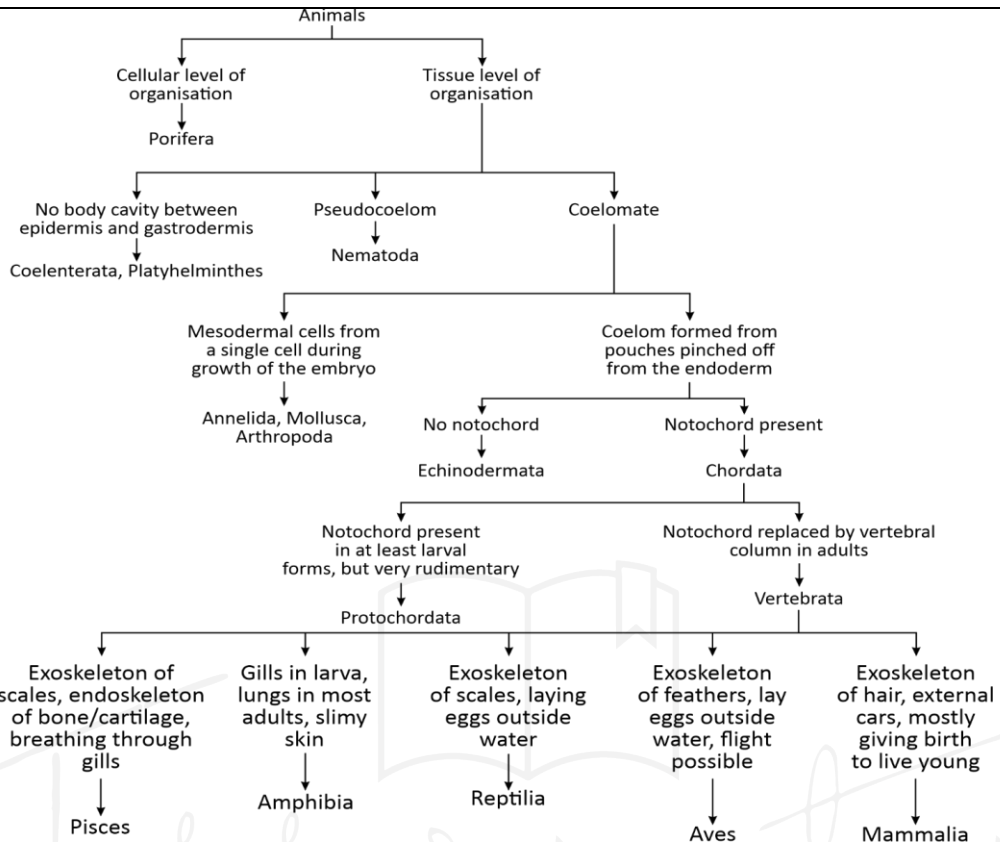 Animals
Cellular level of
organisation
Tissue level of
organisation
Porifera
No body cavity between
epidermis and gastrodermis
Pseudocoelom
Coelomate
Nematoda
Coelenterata, Platyhelminthes
Mesodermal cells from
a single cell during
growth of the embryo
Coelom formed from
pouches pinched off
from the endoderm
Annelida, Mollusca,
Arthropoda
No notochord
Notochord present
Echinodermata
Chordata
Notochord present
in at least larval
forms, but very rudimentary
Notochord replaced by vertebral
column in adults
Protochordata
Vertebrata
Exoskeleton of
scales, endoskeleton
of bone/cartilage,
breathing through
gills
Gills in larva,
lungs in most
adults, slimy
skin
Exoskeleton
of scales, laying
eggs outside
water
Exoskeleton
of feathers, lay
eggs outside
water, flight
possible
Exoskeleton
of hair, external
cars, mostly
giving birth
to live young
Pisces
Amphibia
Reptilia
Aves
Mammalia